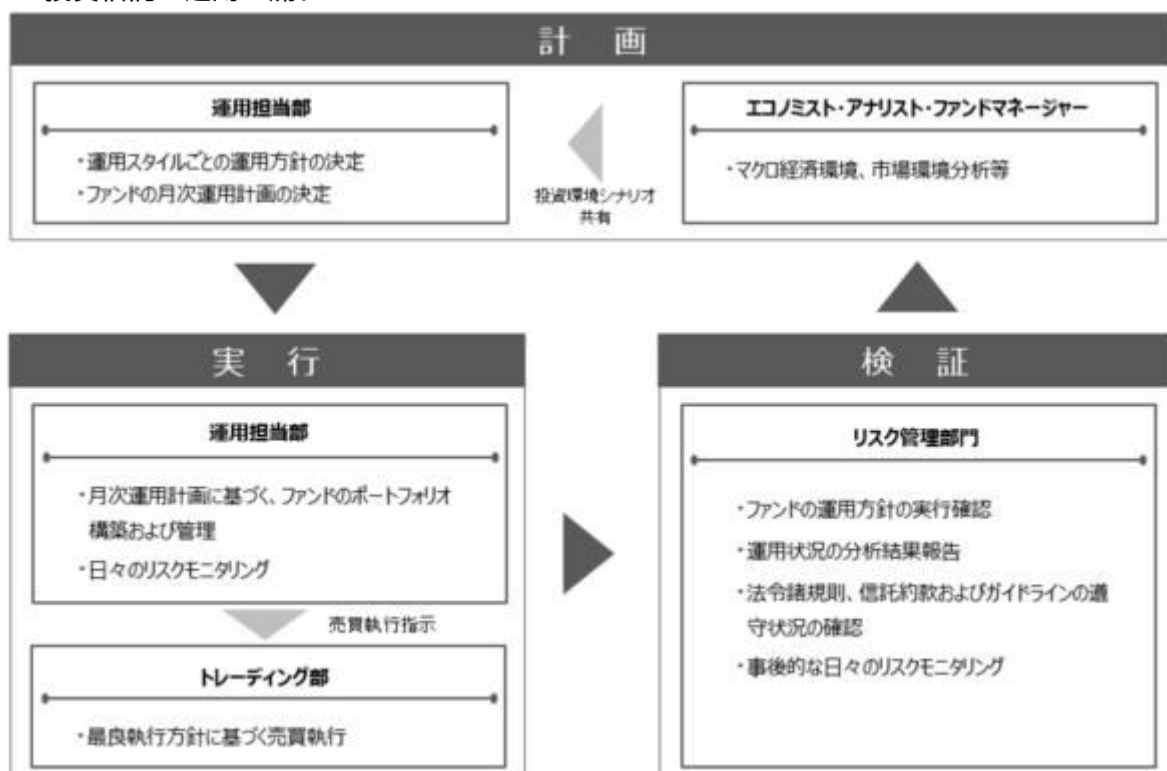 計 画
運用担当部
・運用スタイルごとの運用方針の決定
・ファンドの月次運用計画の決定
投資環境シナリオ
共有
エコノミスト・アナリスト・ファンドマネージャー
・マクロ経済環境、市場環境分析等
実 行
運用担当部
・月次運用計画に基づく、ファンドのポートフォリオ
構築および管理
・日々のリスクモニタリング
売買執行指示
トレーディング部
・最良執行方針に基づく売買執行
検 証
リスク管理部門
・ファンドの運用方針の実行確認
・運用状況の分析結果報告
・法令諸規則、信託約款およびガイドラインの遵
守状況の確認
・事後的な日々のリスクモニタリング